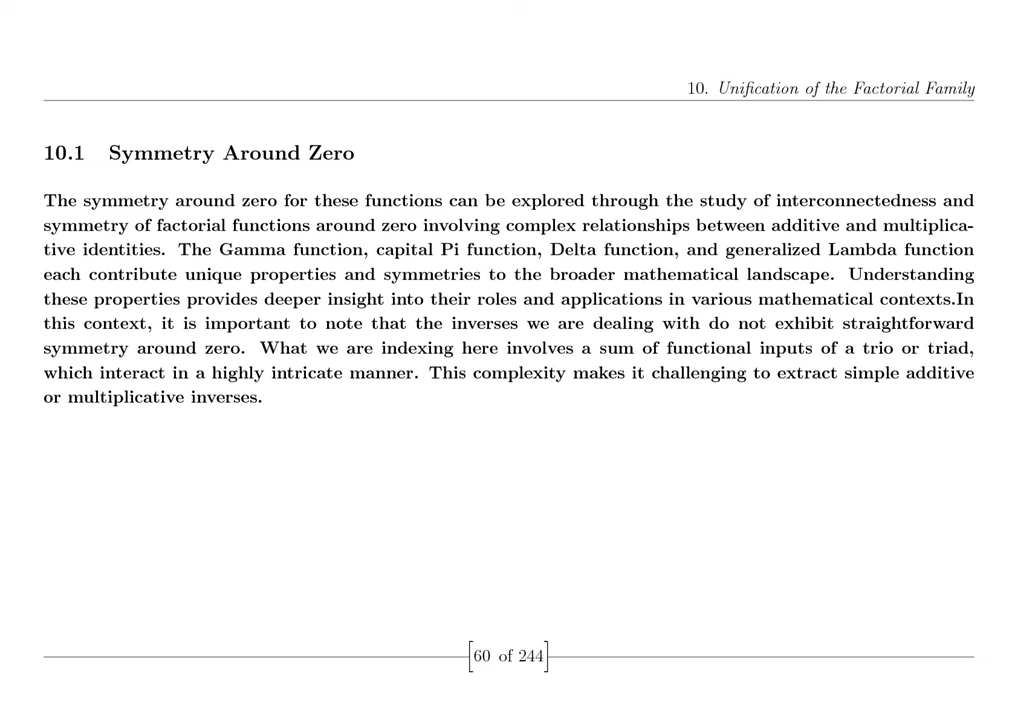 10. Unification of the Factorial Family
10.1 Symmetry Around Zero
The symmetry around zero for these functions can be explored through the study of interconnectedness and
symmetry of factorial functions around zero involving complex relationships between additive and multiplica-
tive identities. The Gamma function, capital Pi function, Delta function, and generalized Lambda function
each contribute unique properties and symmetries to the broader mathematical landscape. Understanding
these properties provides deeper insight into their roles and applications in various mathematical contexts.In
this context, it is important to note that the inverses we are dealing with do not exhibit straightforward
symmetry around zero. What we are indexing here involves a sum of functional inputs of a trio or triad,
which interact in a highly intricate manner. This complexity makes it challenging to extract simple additive
or multiplicative inverses.
[60 of 244]